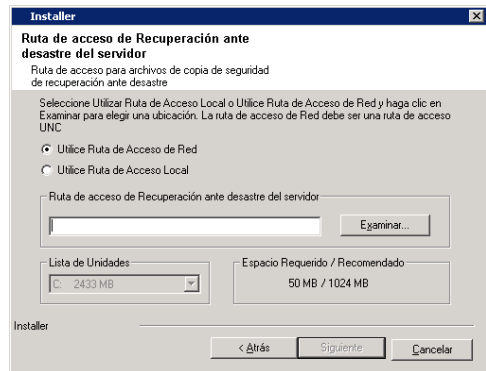 Installer
Ruta de acceso de Recuperación ante
desastre del servidor
Ruta de acceso para archivos de copia de seguridad
de recuperación ante desastre
Seleccione Utilizar Ruta de Acceso Local o Utilice Ruta de Acceso de Red y haga clic en
Examinar para elegir una ubicación. La ruta de acceso de Red debe ser una ruta de acceso
UNC
Utilice Ruta de Acceso de Red
Utilice Ruta de Acceso Local
Ruta de acceso de Recuperación ante desastre del servidor
Examinar...
Lista de Unidades
C: 2433 MB
Espacio Requerido / Recomendado
50 MB / 1024 MB
Installer
< Atrás
Siguiente
Cancelar